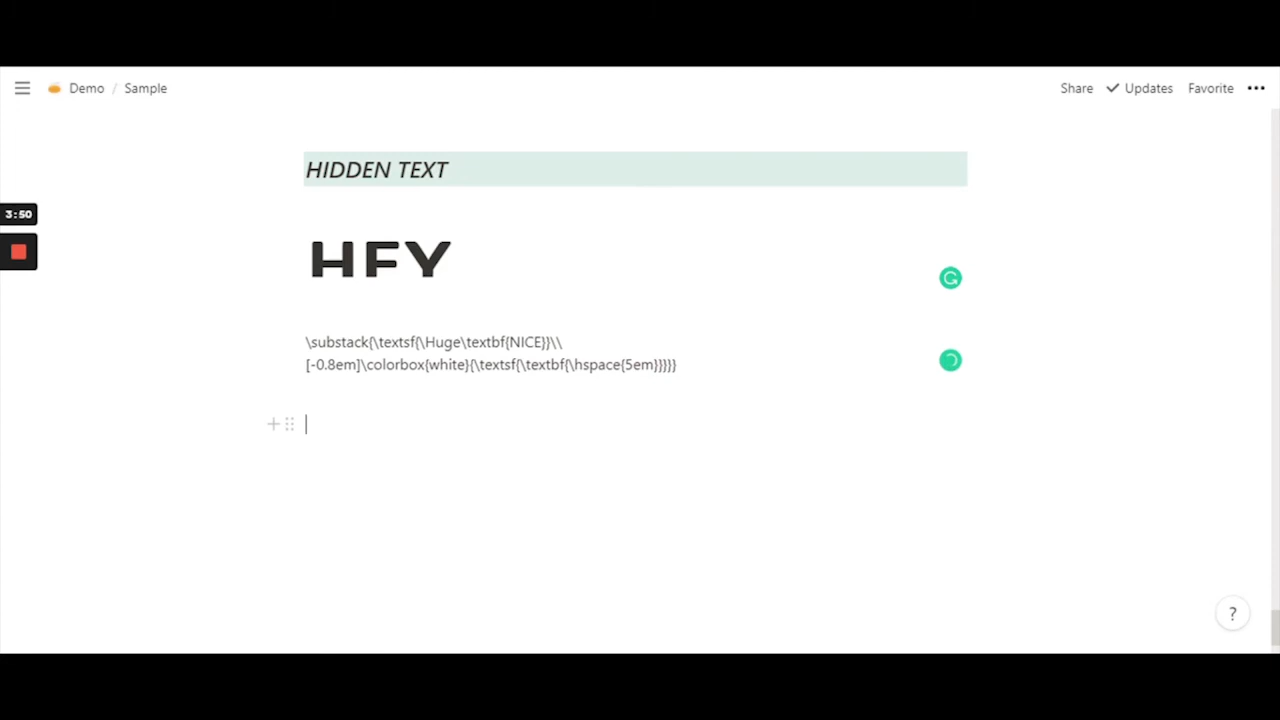 Demo / Sample
Share Updates Favorite
HIDDEN TEXT
3:50
HEY
\substack{\textsf{\Huge\textbf{NICE}}\\
[-0.8em]\colorbox{white}{\textsf{\textbf{\hspace{5em}}}}}
?